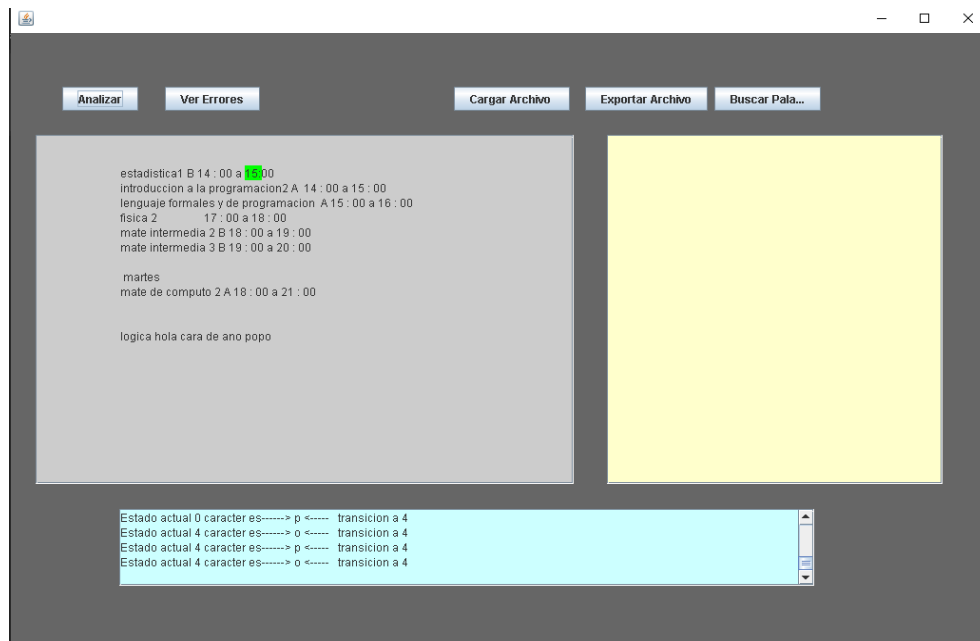 Analizar Ver Errores Cargar Archivo Exportar Archivo Buscar Pala...
estadistica1 B 14 : 00 a 15:00
introduccion a la programacion2 A 14 : 00 a 15 : 00
lenguaje formales y de programacion A 15 : 00 a 16 : 00
fisica 2 17 : 00 a 18 : 00
mate intermedia 2 B 18 : 00 a 19 : 00
mate intermedia 3 B 19 : 00 a 20 : 00
martes
mate de computo 2 A 18 : 00 a 21 : 00
logica hola cara de ano popo
Estado actual 0 caracter es------> p <----- transicion a 4
Estado actual 4 caracter es------> o <----- transicion a 4
Estado actual 4 caracter es------> p <----- transicion a 4
Estado actual 4 caracter es------> o <----- transicion a 4